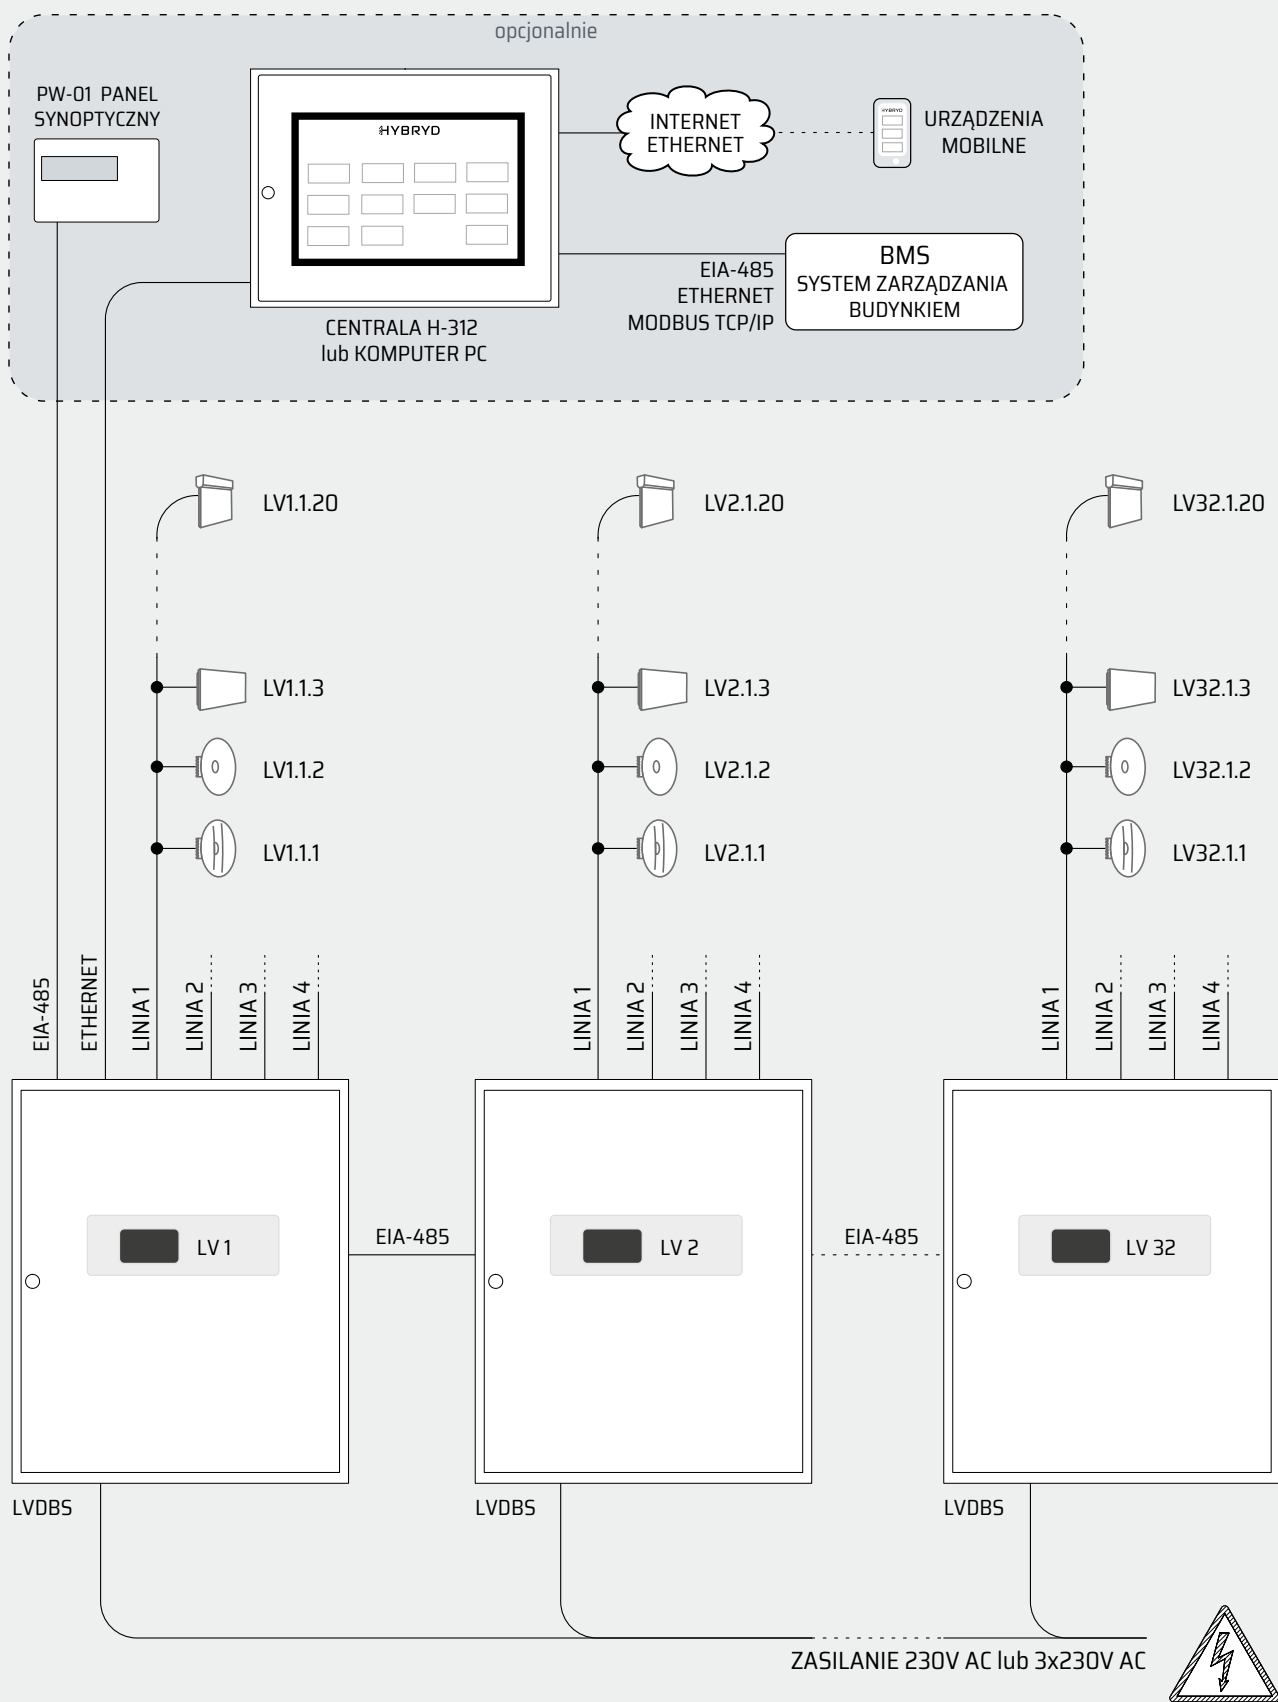 opcjonalnie
PW-01 PANEL
SYNOPTYCZNY
HYBRYD
INTERNET
ETHERNET
HYBRYD
URZĄDZENIA
MOBILNE
EIA-485
ETHERNET
MODBUS TCP/IP
BMS
SYSTEM ZARZĄDZANIA
BUDYNKIEM
CENTRALA H-312
lub KOMPUTER PC
LV1.1.20
LV2.1.20
LV32.1.20
LV1.1.3
LV2.1.3
LV32.1.3
LV1.1.2
LV2.1.2
LV32.1.2
LV1.1.1
LV2.1.1
LV32.1.1
EIA-485
ETHERNET
LINIA 1
LINIA 2
LINIA 3
LINIA 4
LINIA 1
LINIA 2
LINIA 3
LINIA 4
LINIA 1
LINIA 2
LINIA 3
LINIA 4
LV 1
EIA-485
LV 2
EIA-485
LV 32
LVDBS
LVDBS
LVDBS
ZASILANIE 230V AC lub 3x230V AC